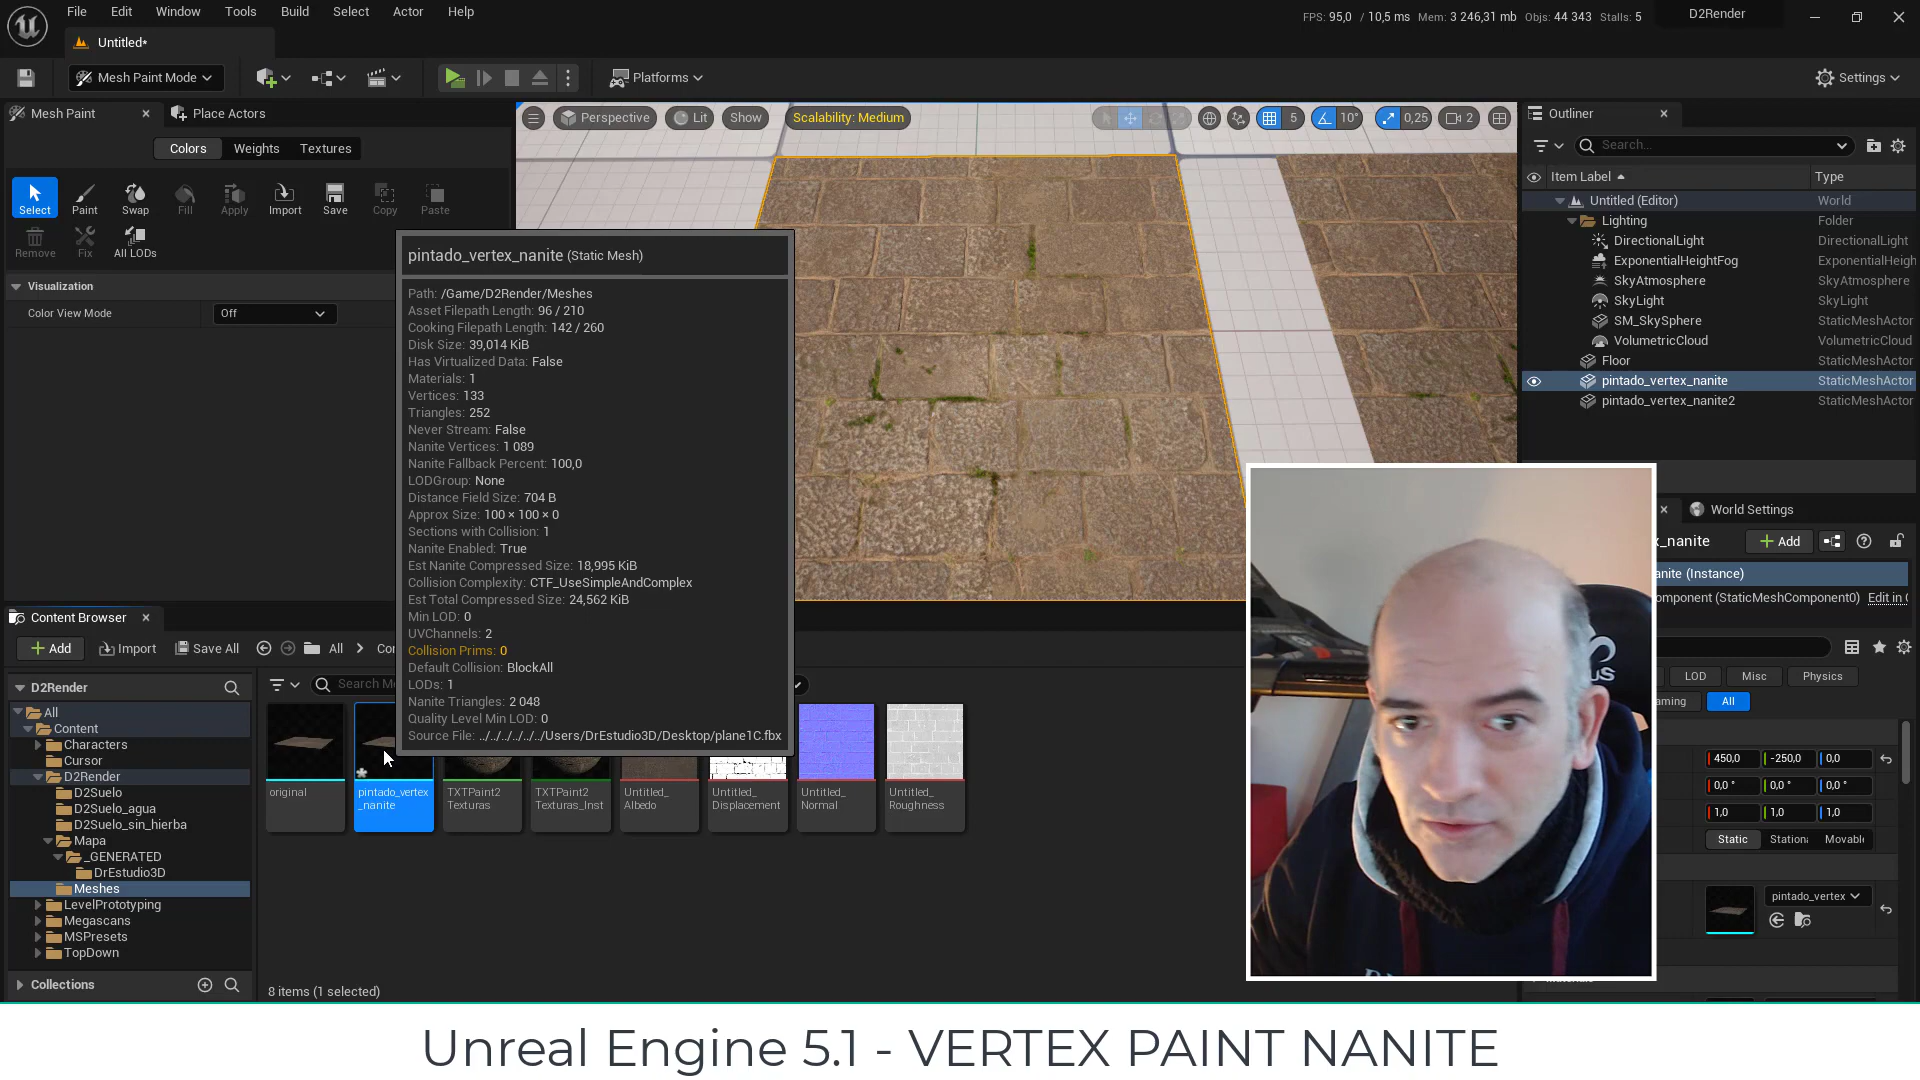 File Edit Window Tools Build Select Actor Help
FPS: 95,0 / 10,5 ms Mem: 3 246,31 mb Objs: 44 343 Stalls: 5
D2Render
Untitled*
Mesh Paint Mode
Platforms
Settings
Mesh Paint
Place Actors
Colors Weights Textures
Select Paint Swap Fill Apply Import Save Copy Paste
Remove Fix All LODs
Visualization
Color View Mode Off
Perspective Lit Show Scalability: Medium
5 10° 0,25 2
pintado_vertex_nanite (Static Mesh)
Path: /Game/D2Render/Meshes
Asset Filepath Length: 96 / 210
Cooking Filepath Length: 142 / 260
Disk Size: 39,014 KiB
Has Virtualized Data: False
Materials: 1
Vertices: 133
Triangles: 252
Never Stream: False
Nanite Vertices: 1 089
Nanite Fallback Percent: 100,0
LODGroup: None
Distance Field Size: 704 B
Approx Size: 100 × 100 × 0
Sections with Collision: 1
Nanite Enabled: True
Est Nanite Compressed Size: 18,995 KiB
Collision Complexity: CTF_UseSimpleAndComplex
Est Total Compressed Size: 24,562 KiB
Min LOD: 0
UVChannels: 2
Collision Prims: 0
Default Collision: BlockAll
LODs: 1
Nanite Triangles: 2 048
Quality Level Min LOD: 0
Source File: ../../../../../../Users/DrEstudio3D/Desktop/plane1C.fbx
Outliner
Search...
Item Label Type
Untitled (Editor) World
Lighting Folder
DirectionalLight DirectionalLight
ExponentialHeightFog ExponentialHeigh
SkyAtmosphere SkyAtmosphere
SkyLight SkyLight
SM_SkySphere StaticMeshActor
VolumetricCloud VolumetricCloud
Floor StaticMeshActor
pintado_vertex_nanite StaticMeshActor
pintado_vertex_nanite2 StaticMeshActor
World Settings
x_nanite
Add
anite (Instance)
omponent (StaticMeshComponent0) Edit in C
LOD Misc Physics
aming All
450,0 -250,0 0,0
0,0 ° 0,0 ° 0,0 °
1,0 1,0 1,0
Static Stationa Movable
pintado_vertex
Content Browser
Add Import Save All All Con
D2Render
All
Content
Characters
Cursor
D2Render
D2Suelo
D2Suelo_agua
D2Suelo_sin_hierba
Mapa
_GENERATED
DrEstudio3D
Meshes
LevelPrototyping
Megascans
MSPresets
TopDown
Collections
Search Me
original
pintado_vertex
_nanite
TXTPaint2
Texturas
TXTPaint2
Texturas_Inst
Untitled_
Albedo
Untitled_
Displacement
Untitled_
Normal
Untitled_
Roughness
8 items (1 selected)
Unreal Engine 5.1 - VERTEX PAINT NANITE